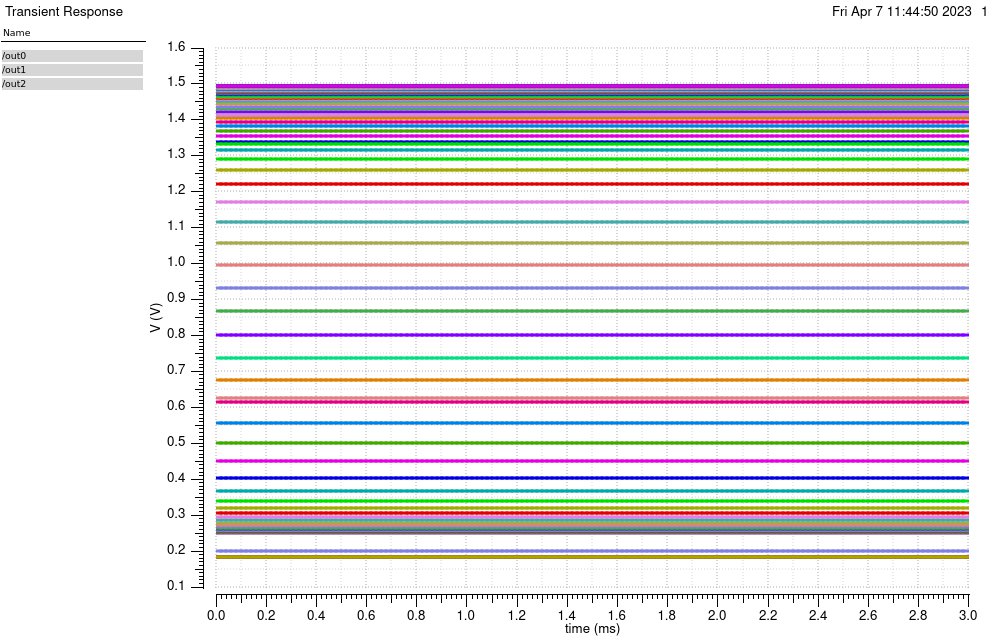 Transient Response
Fri Apr 7 11:44:50 2023 1
Name
/out0
/out1
/out2
1.6
1.5
1.4
1.3
1.2
1.1
1.0
0.9
0.8
0.7
0.6
0.5
0.4
0.3
0.2
0.1
V (V)
0.0 0.2 0.4 0.6 0.8 1.0 1.2 1.4 1.6 1.8 2.0 2.2 2.4 2.6 2.8 3.0
time (ms)